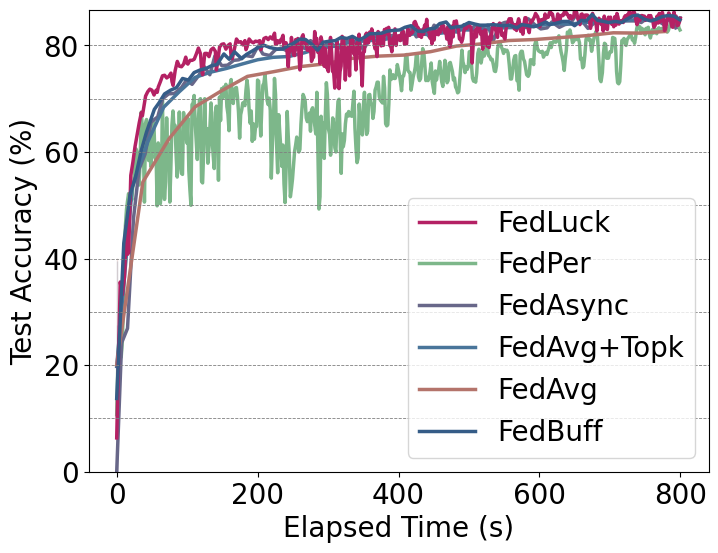 Test Accuracy (%)
80
60
40
20
0
FedLuck
FedPer
FedAsync
FedAvg+Topk
FedAvg
FedBuff
0 200 400 600 800
Elapsed Time (s)